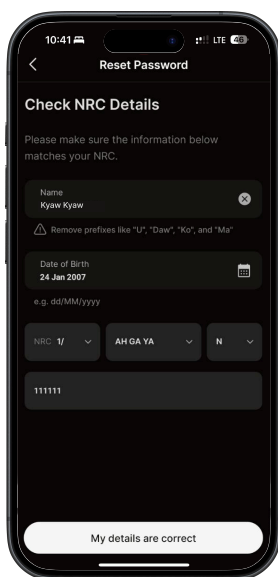 10:41 LTE 46
Reset Password
Check NRC Details
Please make sure the information below
matches your NRC.
Name
Kyaw Kyaw
Remove prefixes like "U", "Daw", "Ko", and "Ma"
Date of Birth
24 Jan 2007
e.g. dd/MM/yyyy
NRC 1/ AH GA YA N
111111
My details are correct